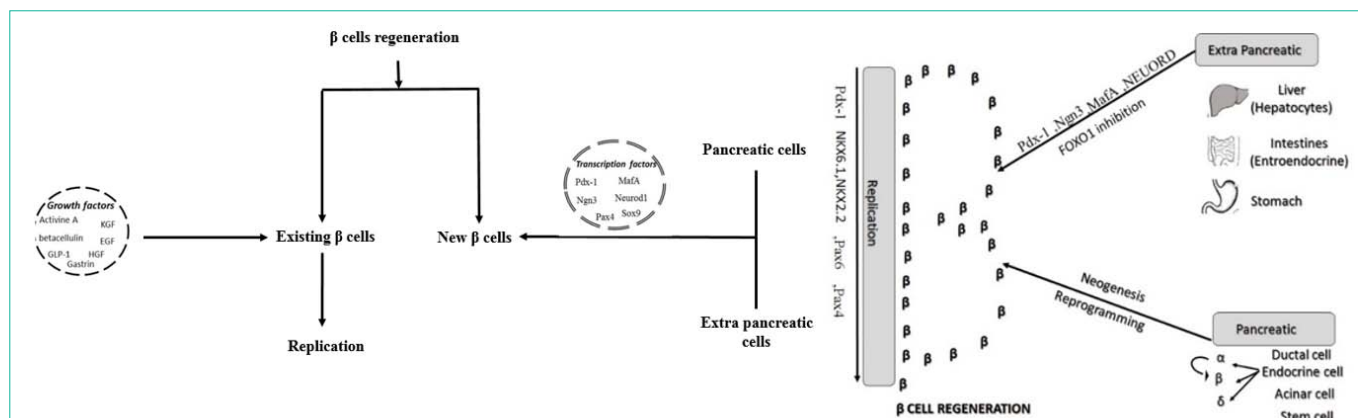 β cells regeneration
Growth factors
Activine A
KGF
betacellulin
EGF
GLP-1
HGF
Gastrin
Existing β cells
New β cells
Replication
Transcription factors
Pdx-1
MafA
Ngn3
Neurod1
Pax4
Sox9
Pancreatic cells
Extra pancreatic
cells
Pdx-1 NKX6.1,NKX2.2 ,Pax6 ,Pax4
Replication
β β β β
β β
β β
β β
β β
β β β
β β β β
β β
β β
β β
β β
β β β β
β
β CELL REGENERATION
Pdx-1 ,Ngn3 ,MafA ,NEUORD
FOXO1 inhibition
Extra Pancreatic
Liver
(Hepatocytes)
Intestines
(Entroendocrine)
Stomach
Neogenesis
Reprogramming
Pancreatic
α
β
δ
Ductal cell
Endocrine cell
Acinar cell
Stem cell